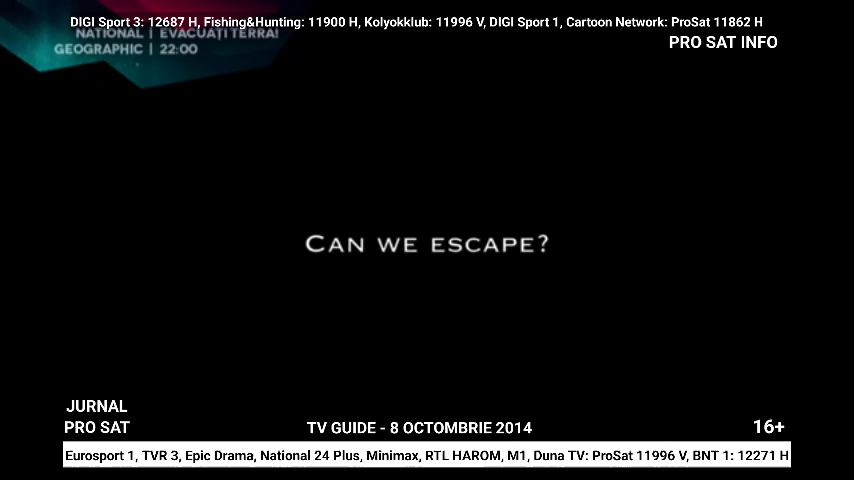 DIGI Sport 3: 12687 H, Fishing&Hunting: 11900 H, Kolyokklub: 11996 V, DIGI Sport 1, Cartoon Network: ProSat 11862 H
NATIONAL | EVACUAȚI TERRA!
GEOGRAPHIC | 22:00
PRO SAT INFO
CAN WE ESCAPE?
JURNAL
PRO SAT
TV GUIDE - 8 OCTOMBRIE 2014
16+
Eurosport 1, TVR 3, Epic Drama, National 24 Plus, Minimax, RTL HAROM, M1, Duna TV: ProSat 11996 V, BNT 1: 12271 H